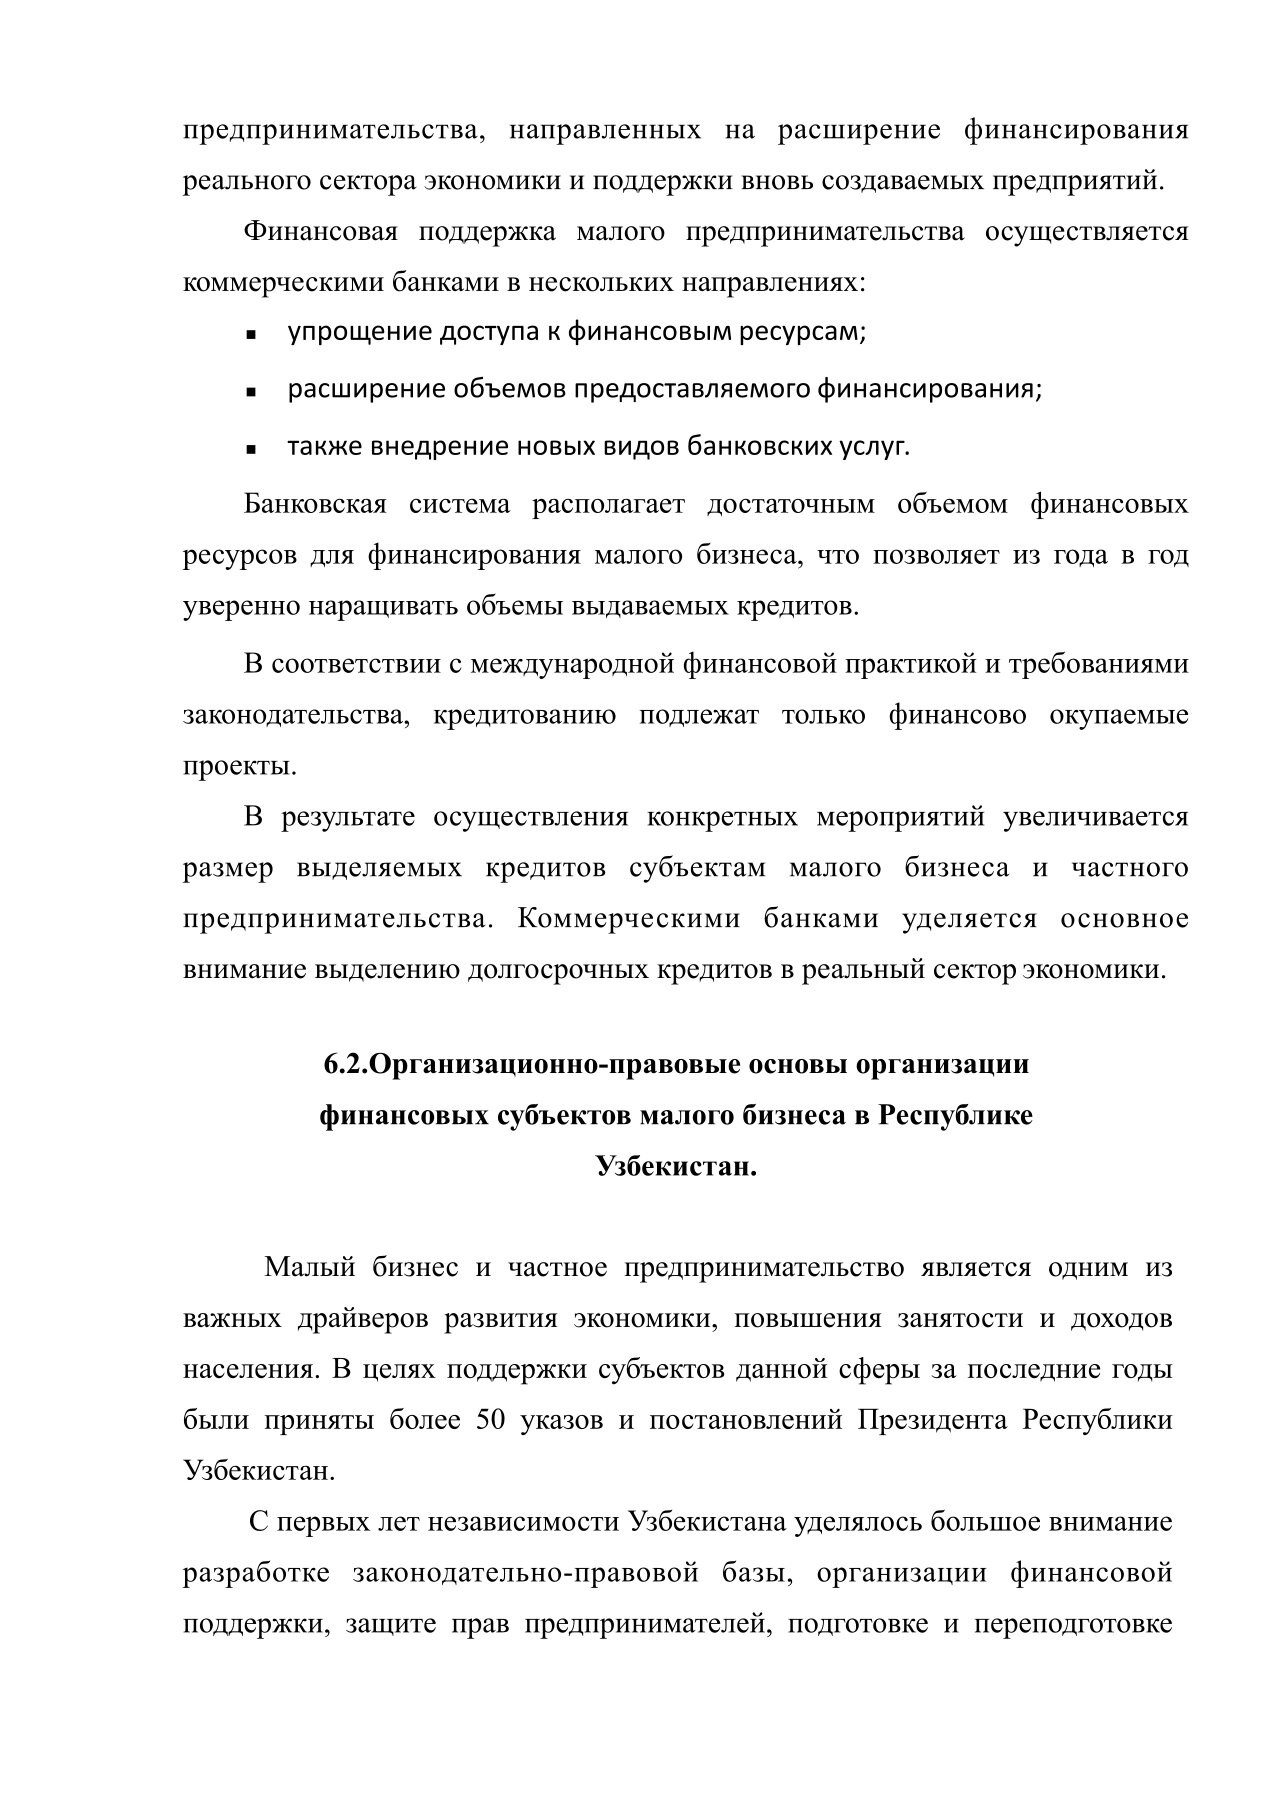 предпринимательства, направленных на расширение финансирования
реального сектора экономики и поддержки вновь создаваемых предприятий.
Финансовая поддержка малого предпринимательства осуществляется
коммерческими банками в нескольких направлениях:
▪ упрощение доступа к финансовым ресурсам;
▪ расширение объемов предоставляемого финансирования;
▪ также внедрение новых видов банковских услуг.
Банковская система располагает достаточным объемом финансовых
ресурсов для финансирования малого бизнеса, что позволяет из года в год
уверенно наращивать объемы выдаваемых кредитов.
В соответствии с международной финансовой практикой и требованиями
законодательства, кредитованию подлежат только финансово окупаемые
проекты.
В результате осуществления конкретных мероприятий увеличивается
размер выделяемых кредитов субъектам малого бизнеса и частного
предпринимательства. Коммерческими банками уделяется основное
внимание выделению долгосрочных кредитов в реальный сектор экономики.
6.2.Организационно-правовые основы организации
финансовых субъектов малого бизнеса в Республике
Узбекистан.
Малый бизнес и частное предпринимательство является одним из
важных драйверов развития экономики, повышения занятости и доходов
населения. В целях поддержки субъектов данной сферы за последние годы
были приняты более 50 указов и постановлений Президента Республики
Узбекистан.
С первых лет независимости Узбекистана уделялось большое внимание
разработке законодательно-правовой базы, организации финансовой
поддержки, защите прав предпринимателей, подготовке и переподготовке